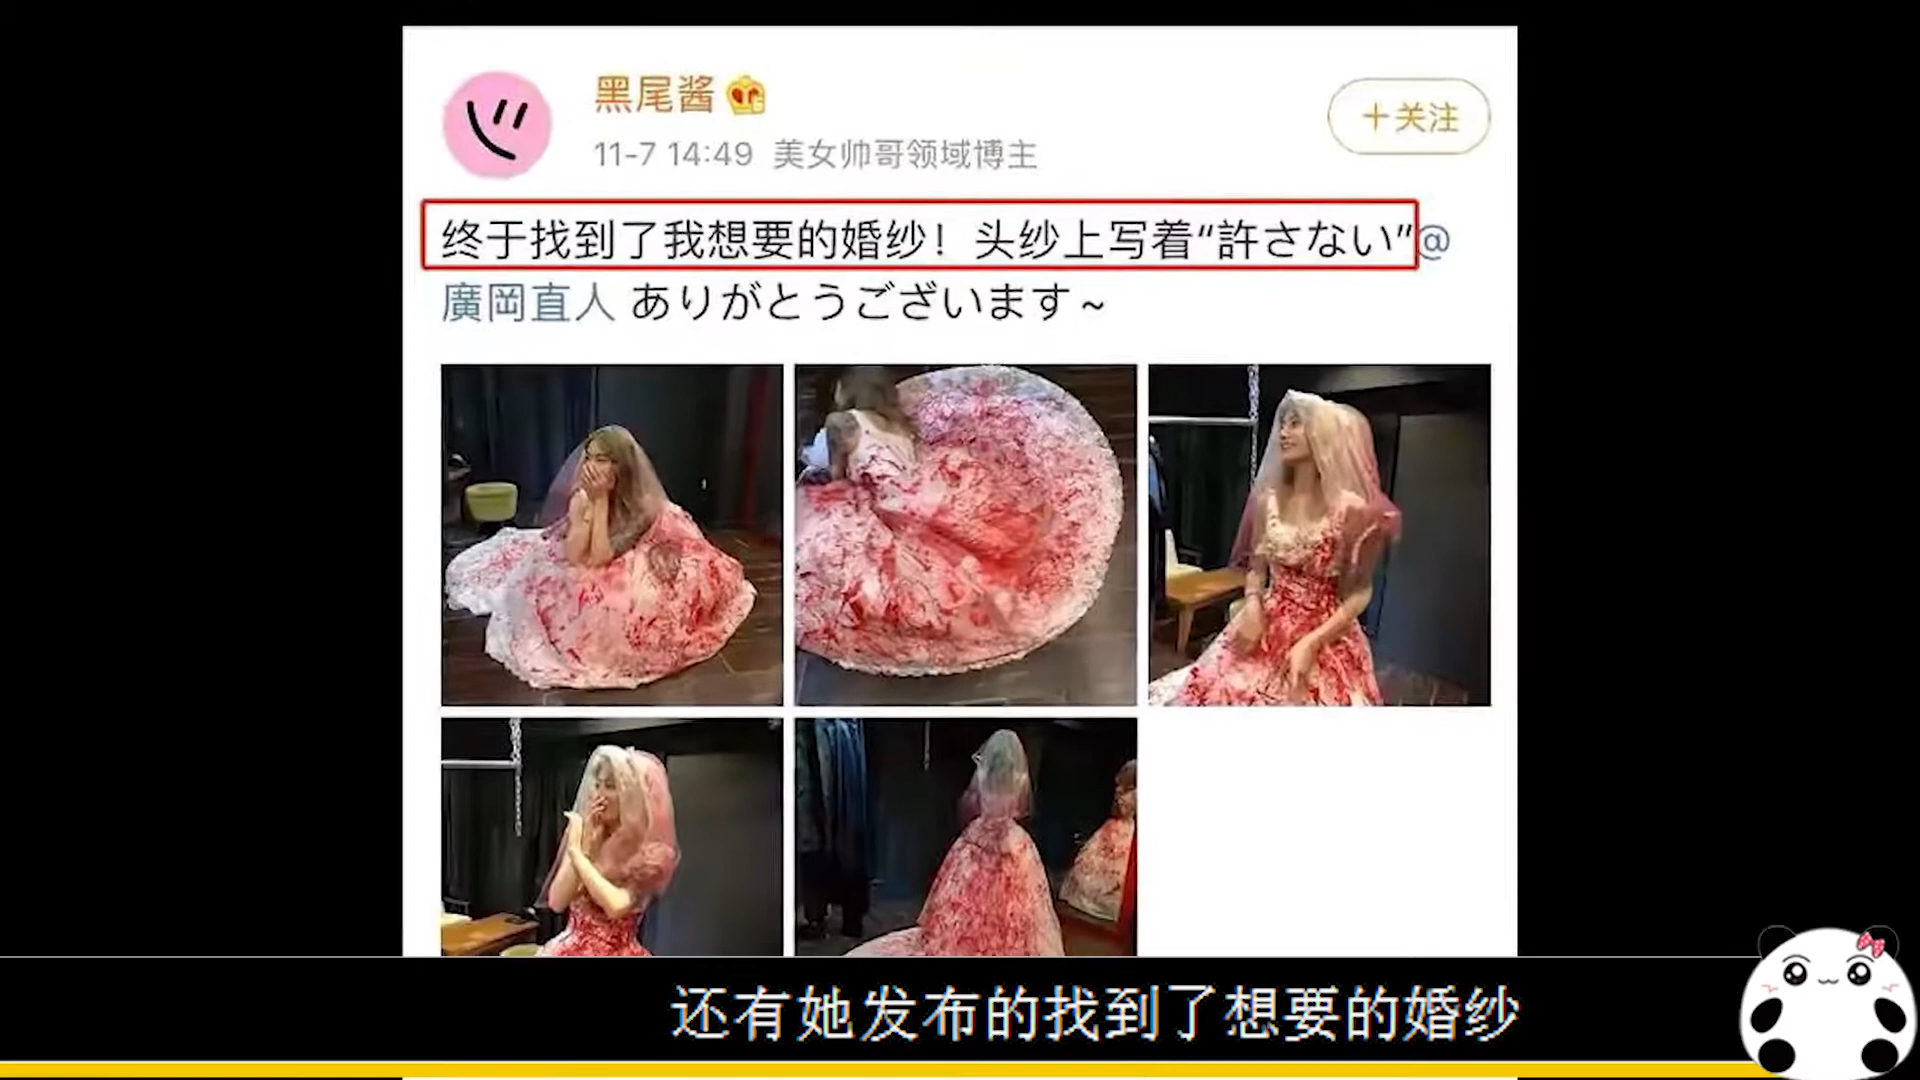 黑尾酱
11-7 14:49 美女帅哥领域博主
+关注
终于找到了我想要的婚纱！头纱上写着“許さない”@
廣岡直人 ありがとうございます~
还有她发布的找到了想要的婚纱